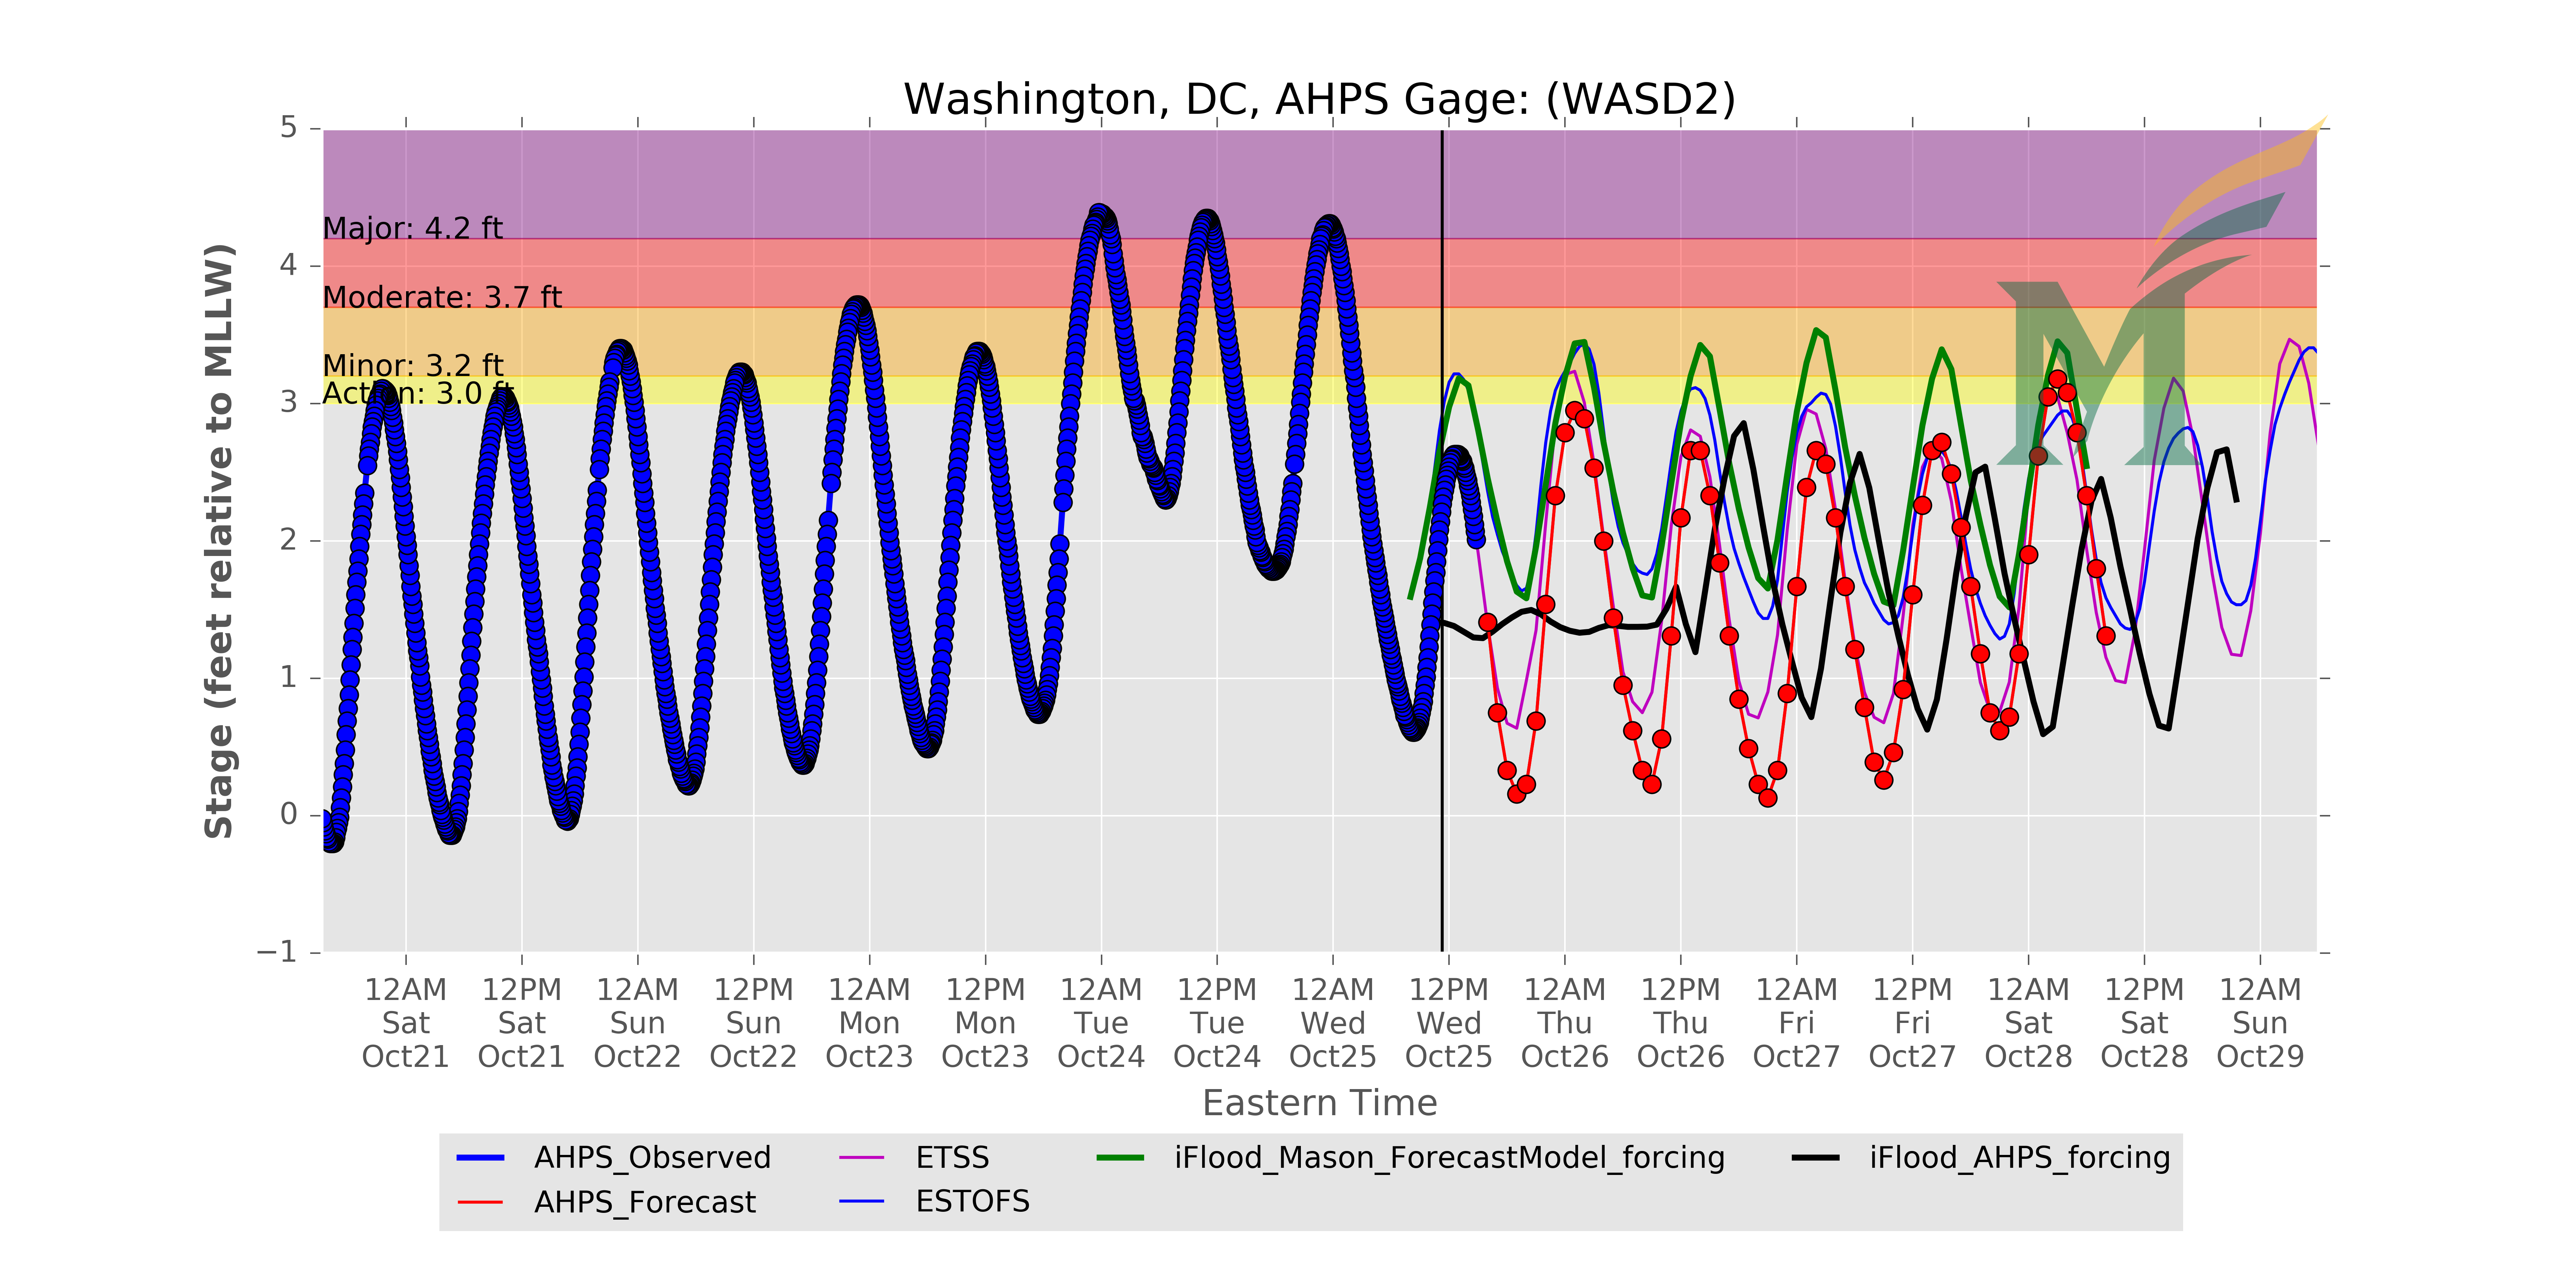 Washington, DC, AHPS Gage: (WASD2)
Stage (feet relative to MLLW)
5
4
3
2
1
0
−1
Major: 4.2 ft
Moderate: 3.7 ft
Minor: 3.2 ft
Action: 3.0 ft
12AM 12PM 12AM 12PM 12AM 12PM 12AM 12PM 12AM 12PM 12AM 12PM 12AM 12PM 12AM 12PM 12AM
Sat Sat Sun Sun Mon Mon Tue Tue Wed Wed Thu Thu Fri Fri Sat Sat Sun
Oct21 Oct21 Oct22 Oct22 Oct23 Oct23 Oct24 Oct24 Oct25 Oct25 Oct26 Oct26 Oct27 Oct27 Oct28 Oct28 Oct29
Eastern Time
AHPS_Observed ETSS iFlood_Mason_ForecastModel_forcing iFlood_AHPS_forcing
AHPS_Forecast ESTOFS